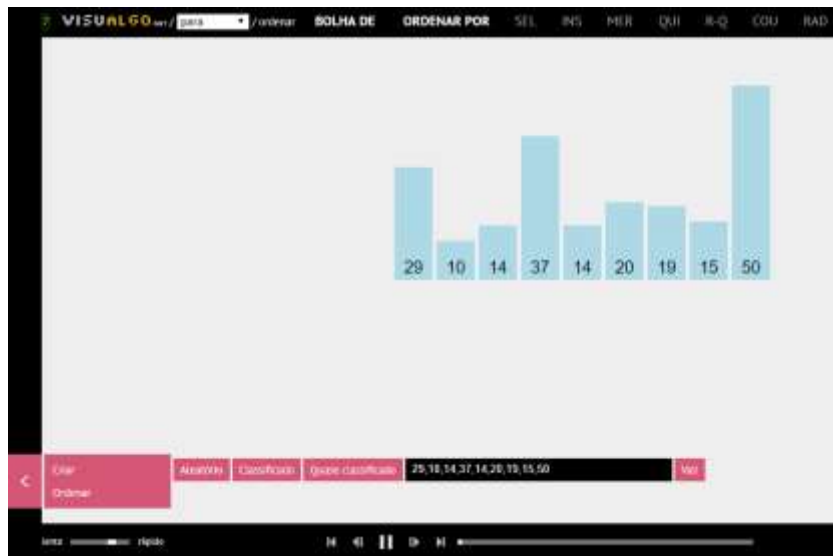 VISUALGO.net / para / ordenar BOLHA DE ORDENAR POR SEL INS MER QUI R-Q COU RAD
29 10 14 37 14 20 19 15 50
Criar Aleatório Classificado Quase classificado 29,10,14,37,14,20,19,15,50
Ordenar
lento rápido